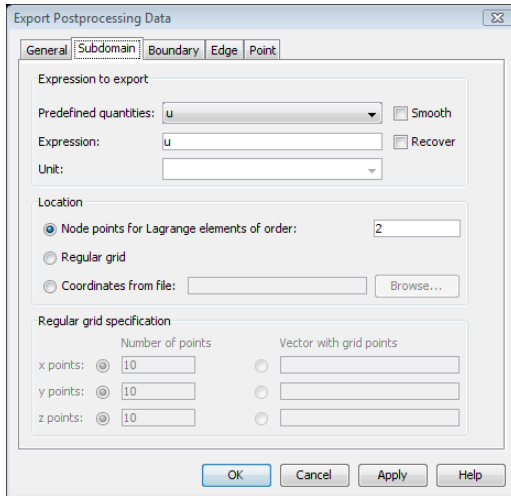 Export Postprocessing Data
General Subdomain Boundary Edge Point
Expression to export
Predefined quantities: u Smooth
Expression: u Recover
Unit:
Location
Node points for Lagrange elements of order: 2
Regular grid
Coordinates from file: Browse...
Regular grid specification
Number of points Vector with grid points
x points: 10
y points: 10
z points: 10
OK Cancel Apply Help